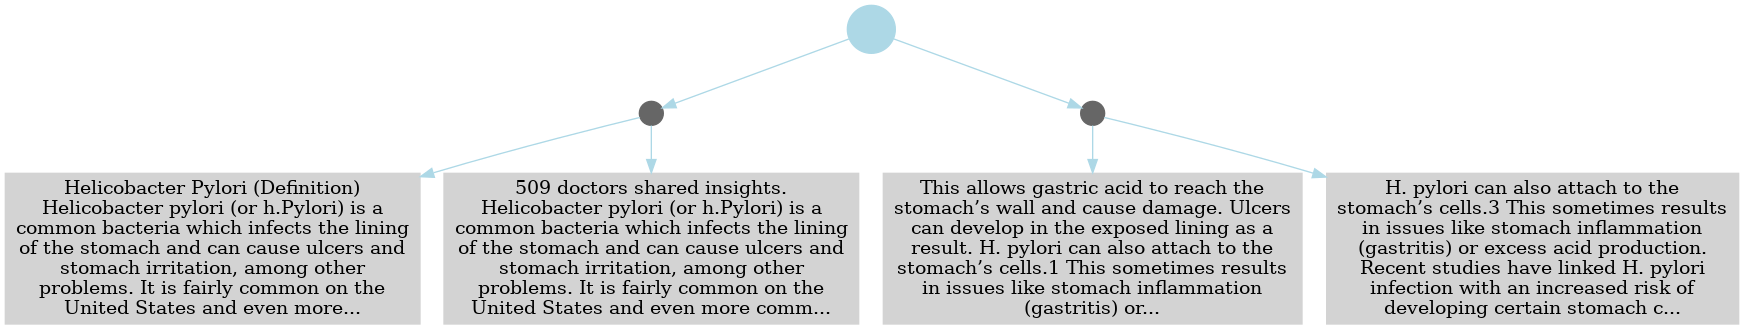 Helicobacter Pylori (Definition)
Helicobacter pylori (or h.Pylori) is a
common bacteria which infects the lining
of the stomach and can cause ulcers and
stomach irritation, among other
problems. It is fairly common on the
United States and even more...
509 doctors shared insights.
Helicobacter pylori (or h.Pylori) is a
common bacteria which infects the lining
of the stomach and can cause ulcers and
stomach irritation, among other
problems. It is fairly common on the
United States and even more comm...
This allows gastric acid to reach the
stomach’s wall and cause damage. Ulcers
can develop in the exposed lining as a
result. H. pylori can also attach to the
stomach’s cells.1 This sometimes results
in issues like stomach inflammation
(gastritis) or...
H. pylori can also attach to the
stomach’s cells.3 This sometimes results
in issues like stomach inflammation
(gastritis) or excess acid production.
Recent studies have linked H. pylori
infection with an increased risk of
developing certain stomach c...